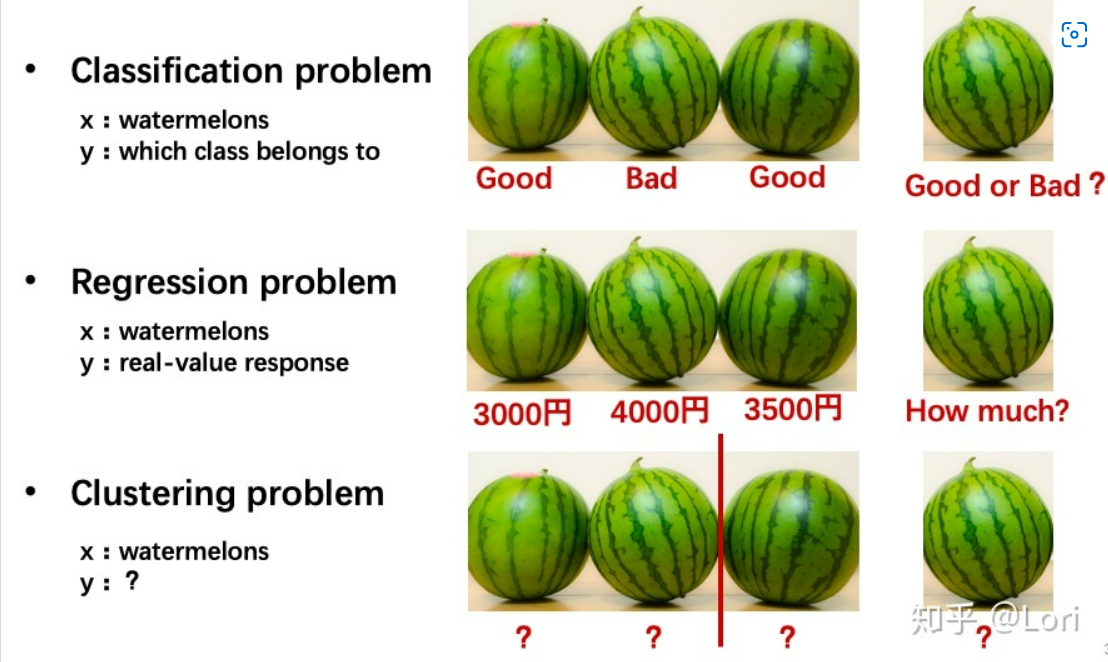 • Classification problem
x : watermelons
y : which class belongs to
Good Bad Good Good or Bad ?
• Regression problem
x : watermelons
y : real-value response
3000円 4000円 3500円 How much?
• Clustering problem
x : watermelons
y : ?
? ? ? ?
知乎 @Lori
3